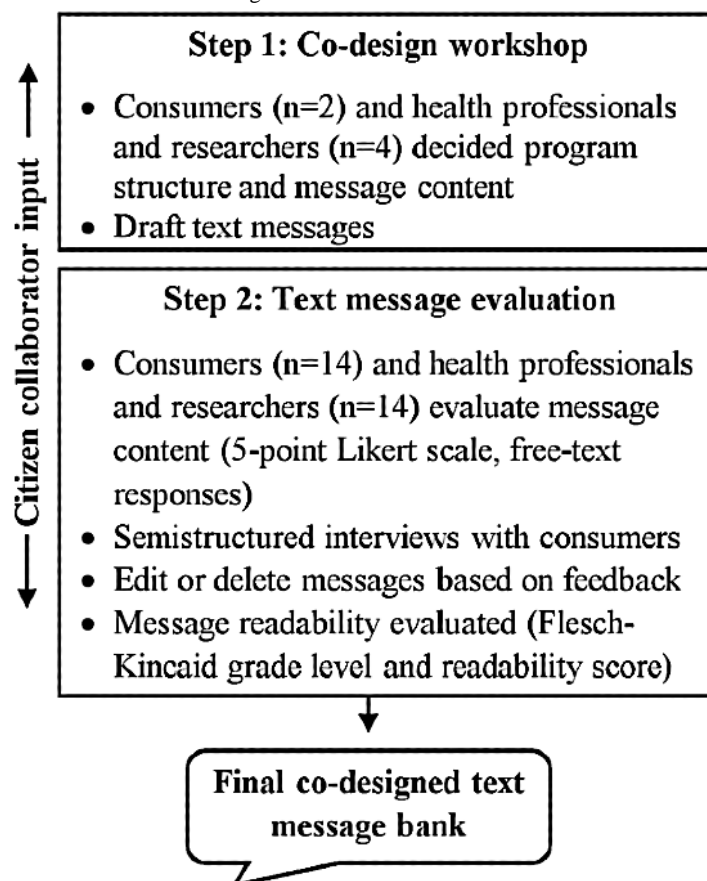 Step 1: Co-design workshop
• Consumers (n=2) and health professionals
and researchers (n=4) decided program
structure and message content
• Draft text messages
Citizen collaborator input
Step 2: Text message evaluation
• Consumers (n=14) and health professionals
and researchers (n=14) evaluate message
content (5-point Likert scale, free-text
responses)
• Semistructured interviews with consumers
• Edit or delete messages based on feedback
• Message readability evaluated (Flesch-
Kincaid grade level and readability score)
Final co-designed text
message bank